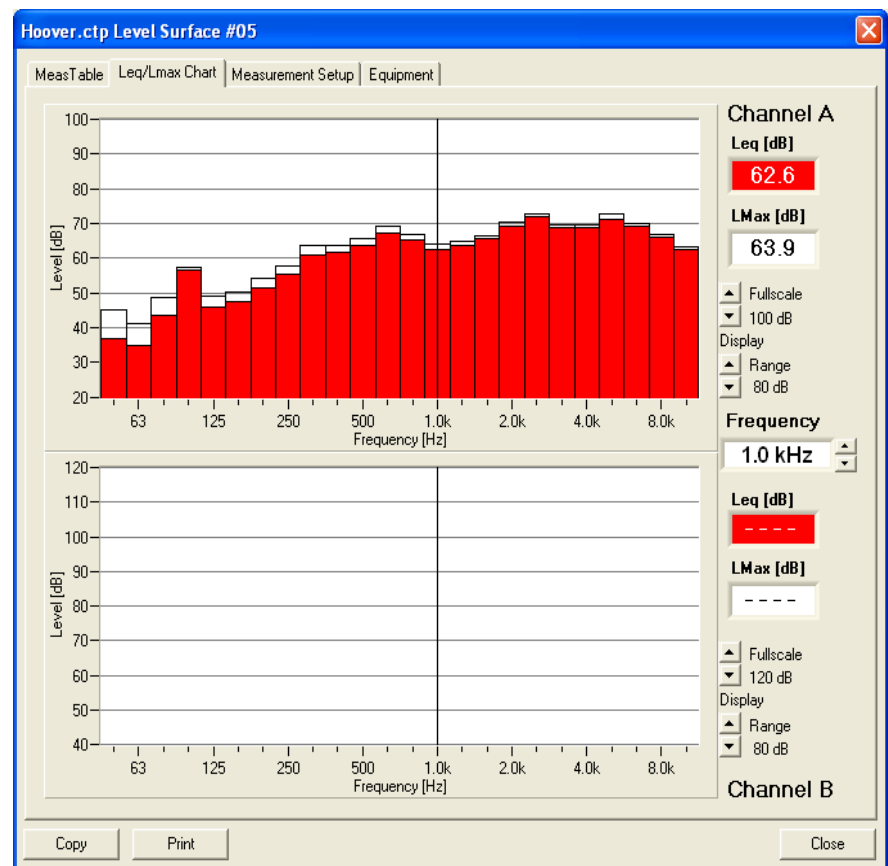 Hoover.ctp Level Surface #05
MeasTable Leq/Lmax Chart Measurement Setup Equipment
100
90
80
70
60
50
40
30
20
Level [dB]
63 125 250 500 1.0k 2.0k 4.0k 8.0k
Frequency [Hz]
Channel A
Leq [dB]
62.6
LMax [dB]
63.9
Fullscale
100 dB
Display
Range
80 dB
Frequency
1.0 kHz
120
110
100
90
80
70
60
50
40
Level [dB]
63 125 250 500 1.0k 2.0k 4.0k 8.0k
Frequency [Hz]
Leq [dB]
----
LMax [dB]
----
Fullscale
120 dB
Display
Range
80 dB
Channel B
Copy Print Close